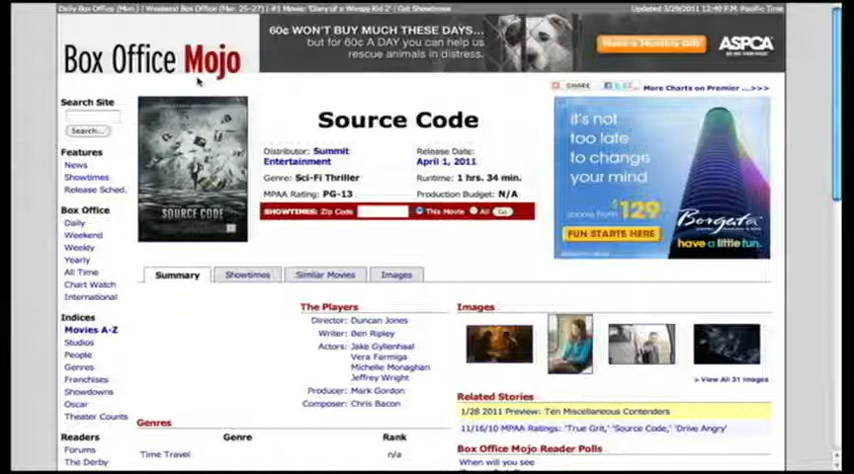 Daily Box Office (Mon.) | Weekend Box Office (Mar. 25-27) | #1 Movie: 'Diary of a Wimpy Kid 2' | Get Showtimes
Updated 3/29/2011 12:40 P.M. Pacific Time
Box Office Mojo
60¢ WON'T BUY MUCH THESE DAYS...
but for 60¢ A DAY you can help us
rescue animals in distress.
Make a Monthly Gift
ASPCA
SHARE
More Charts on Premier ...>>>
Search Site
Search...
Features
News
Showtimes
Release Sched.
Box Office
Daily
Weekend
Weekly
Yearly
All Time
Chart Watch
International
Indices
Movies A-Z
Studios
People
Genres
Franchises
Showdowns
Oscar
Theater Counts
Readers
Forums
The Derby
SOURCE CODE
Source Code
Distributor: Summit
Entertainment
Release Date:
April 1, 2011
Genre: Sci-Fi Thriller
Runtime: 1 hrs. 34 min.
MPAA Rating: PG-13
Production Budget: N/A
SHOWTIMES: Zip Code
This Movie
All
Go
it's not
too late
to change
your mind
rooms from $129
FUN STARTS HERE
Borgata
have a little fun.
Summary
Showtimes
Similar Movies
Images
The Players
Director: Duncan Jones
Writer: Ben Ripley
Actors: Jake Gyllenhaal
Vera Farmiga
Michelle Monaghan
Jeffrey Wright
Producer: Mark Gordon
Composer: Chris Bacon
Genres
Genre
Rank
Time Travel
n/a
Images
> View All 31 Images
Related Stories
1/28 2011 Preview: Ten Miscellaneous Contenders
11/16/10 MPAA Ratings: 'True Grit,' 'Source Code,' 'Drive Angry'
Box Office Mojo Reader Polls
When will you see